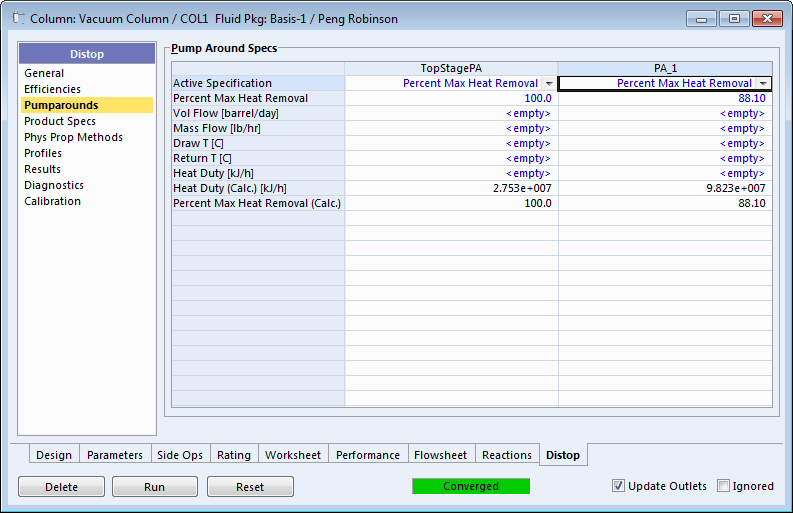 Column: Vacuum Column / COL1 Fluid Pkg: Basis-1 / Peng Robinson
Distop
General
Efficiencies
Pumparounds
Product Specs
Phys Prop Methods
Profiles
Results
Diagnostics
Calibration
Pump Around Specs
TopStagePA PA_1
Active Specification Percent Max Heat Removal Percent Max Heat Removal
Percent Max Heat Removal 100.0 88.10
Vol Flow [barrel/day] <empty> <empty>
Mass Flow [lb/hr] <empty> <empty>
Draw T [C] <empty> <empty>
Return T [C] <empty> <empty>
Heat Duty [kJ/h] <empty> <empty>
Heat Duty (Calc.) [kJ/h] 2.753e+007 9.823e+007
Percent Max Heat Removal (Calc.) 100.0 88.10
Design Parameters Side Ops Rating Worksheet Performance Flowsheet Reactions Distop
Delete Run Reset Converged Update Outlets Ignored